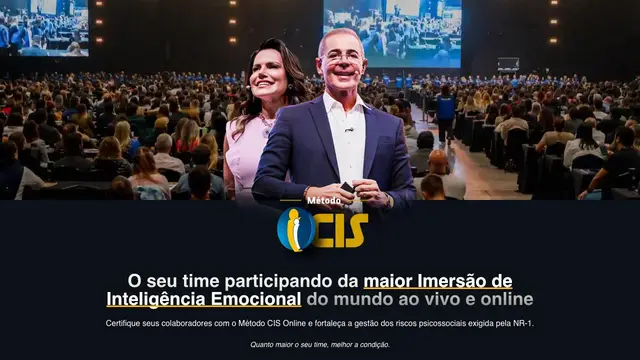 Método
CIS
O seu time participando da maior Imersão de
Inteligência Emocional do mundo ao vivo e online
Certifique seus colaboradores com o Método CIS Online e fortaleça a gestão dos riscos psicossociais exigida pela NR-1.
Quanto maior o seu time, melhor a condição.